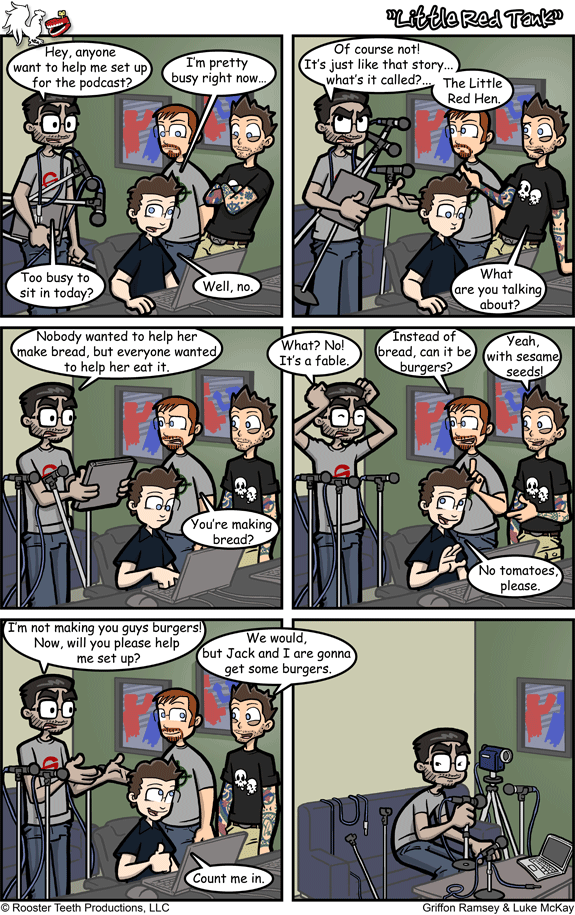 "Little Red Tank"
Hey, anyone
want to help me set up
for the podcast?
I'm pretty
busy right now...
Too busy to
sit in today?
Well, no.
Of course not!
It's just like that story...
what's it called?...
The Little
Red Hen.
What
are you talking
about?
Nobody wanted to help her
make bread, but everyone wanted
to help her eat it.
You're making
bread?
What? No!
It's a fable.
Instead of
bread, can it be
burgers?
Yeah,
with sesame
seeds!
No tomatoes,
please.
I'm not making you guys burgers!
Now, will you please help
me set up?
We would,
but Jack and I are gonna
get some burgers.
Count me in.
© Rooster Teeth Productions, LLC
Griffon Ramsey & Luke McKay